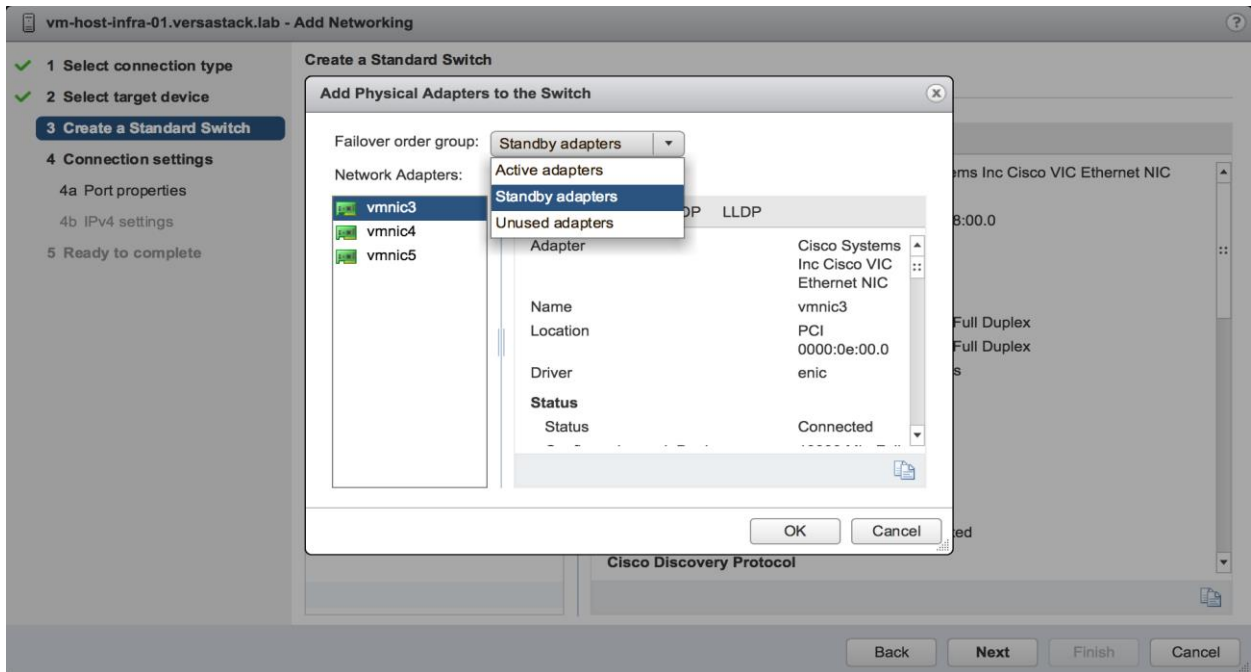 vm-host-infra-01.versastack.lab - Add Networking
?
1 Select connection type
2 Select target device
3 Create a Standard Switch
4 Connection settings
4a Port properties
4b IPv4 settings
5 Ready to complete
Create a Standard Switch
Add Physical Adapters to the Switch
Failover order group: Standby adapters
Active adapters
Standby adapters
Unused adapters
Network Adapters:
vmnic3
vmnic4
vmnic5
DP LLDP
Adapter Cisco Systems
Inc Cisco VIC
Ethernet NIC
Name vmnic3
Location PCI
0000:0e:00.0
Driver enic
Status
Status Connected
OK Cancel
ems Inc Cisco VIC Ethernet NIC
8:00.0
Full Duplex
Full Duplex
s
ed
Cisco Discovery Protocol
Back Next Finish Cancel